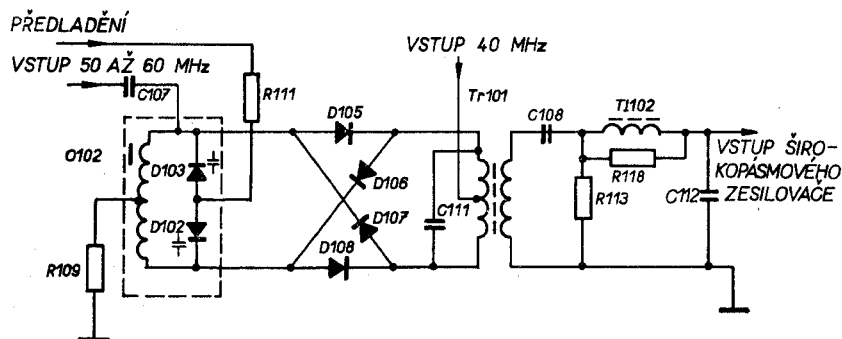 PŘEDLADĚNÍ
VSTUP 50 AŽ 60 MHz
C107
R111
VSTUP 40 MHz
Tr101
D105
C108
Tl102
O102
D103
D106
R118
VSTUP ŠIRO-
KOPÁSMOVÉHO
ZESILOVAČE
D102
D107
C111
R113
C112
R109
D108